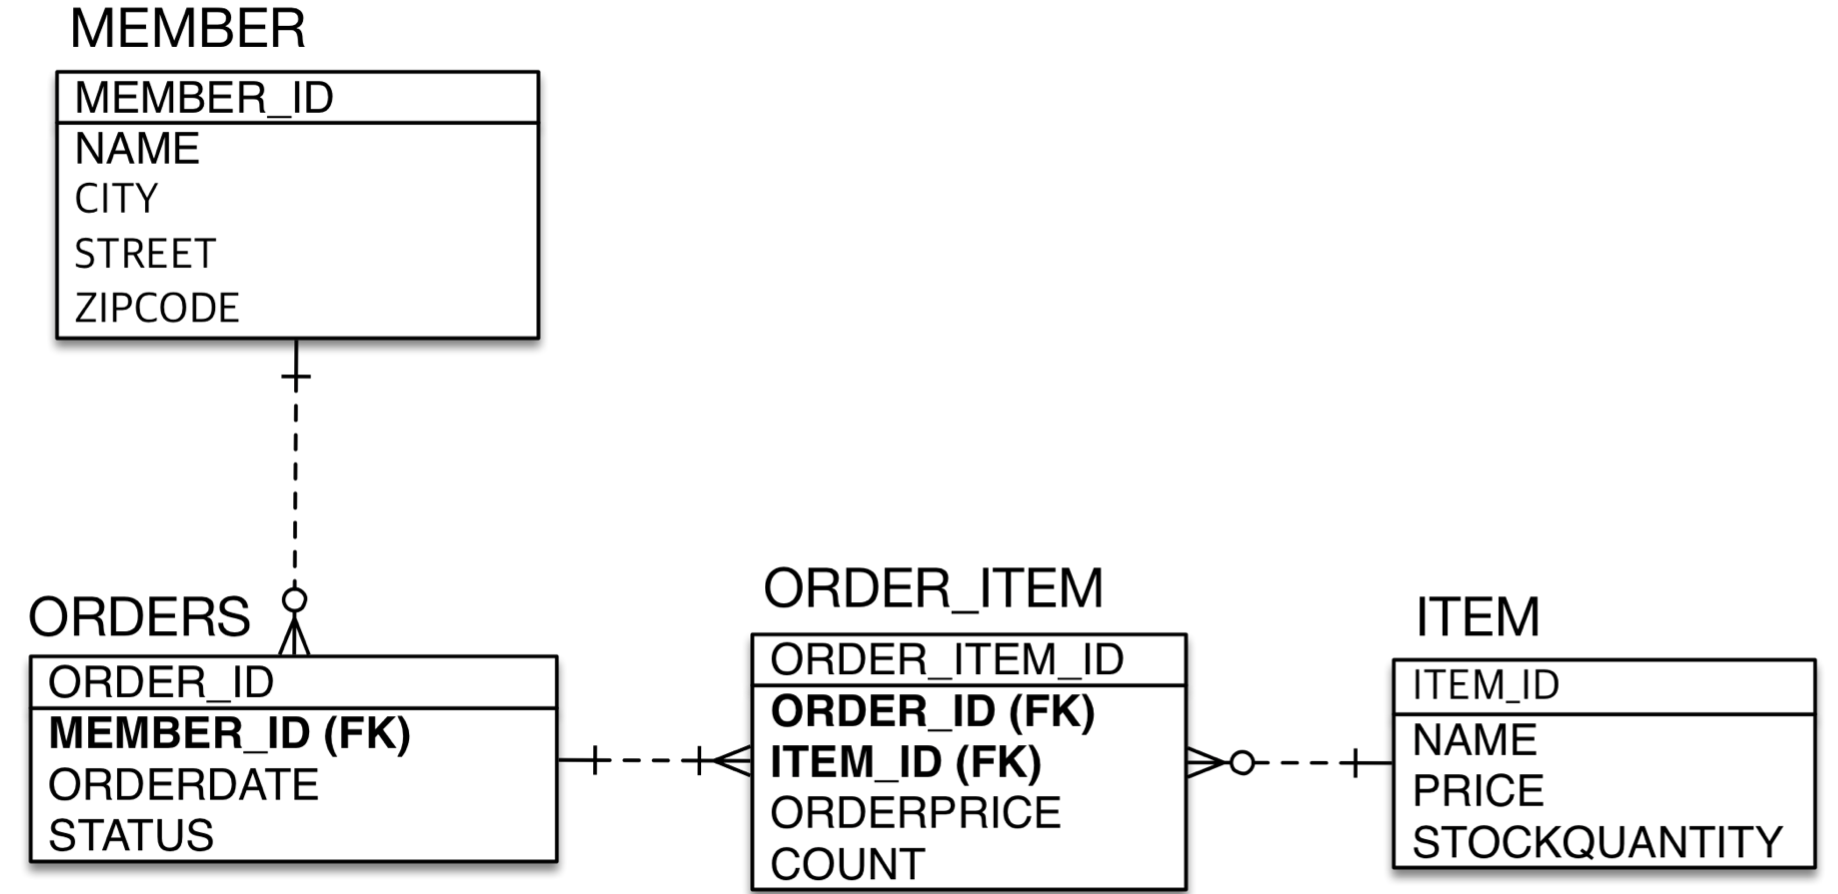 MEMBER
MEMBER_ID
NAME
CITY
STREET
ZIPCODE
ORDERS
ORDER_ID
MEMBER_ID (FK)
ORDERDATE
STATUS
ORDER_ITEM
ORDER_ITEM_ID
ORDER_ID (FK)
ITEM_ID (FK)
ORDERPRICE
COUNT
ITEM
ITEM_ID
NAME
PRICE
STOCKQUANTITY